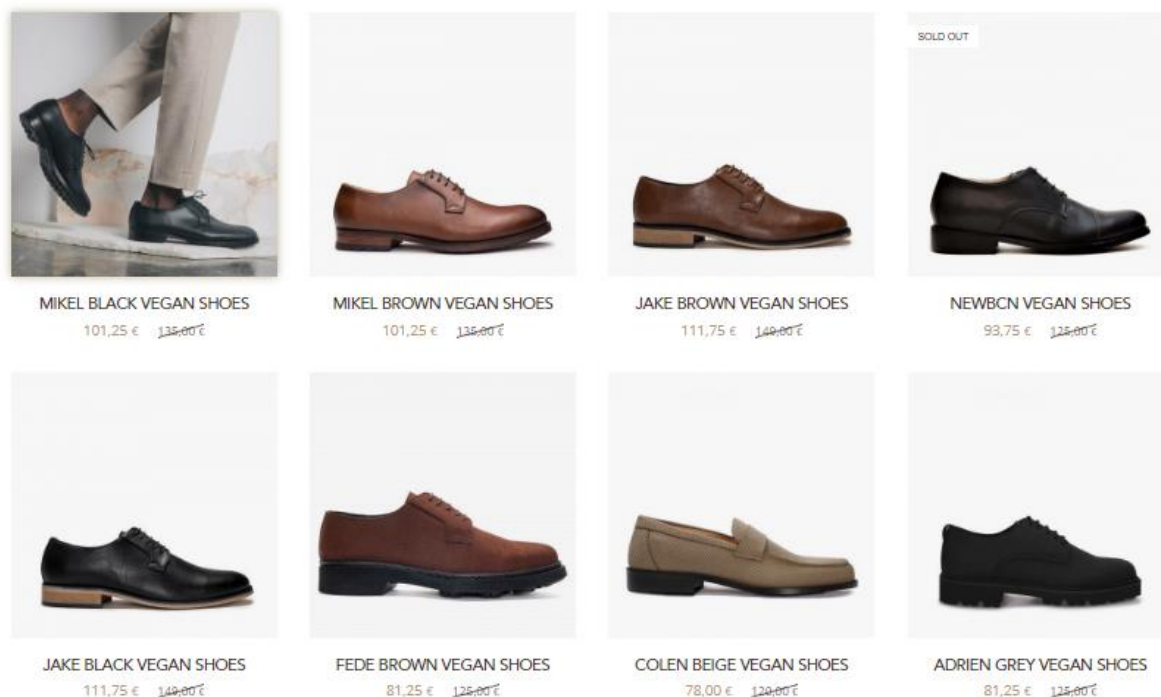 SOLD OUT
MIKEL BLACK VEGAN SHOES
101,25 € 135,00 €
MIKEL BROWN VEGAN SHOES
101,25 € 135,00 €
JAKE BROWN VEGAN SHOES
111,75 € 149,00 €
NEWBCN VEGAN SHOES
93,75 € 125,00 €
JAKE BLACK VEGAN SHOES
111,75 € 149,00 €
FEDE BROWN VEGAN SHOES
81,25 € 125,00 €
COLEN BEIGE VEGAN SHOES
78,00 € 120,00 €
ADRIEN GREY VEGAN SHOES
81,25 € 125,00 €